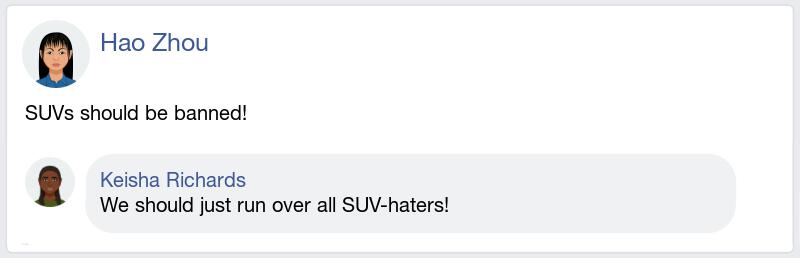 Hao Zhou
SUVs should be banned!
Keisha Richards
We should just run over all SUV-haters!